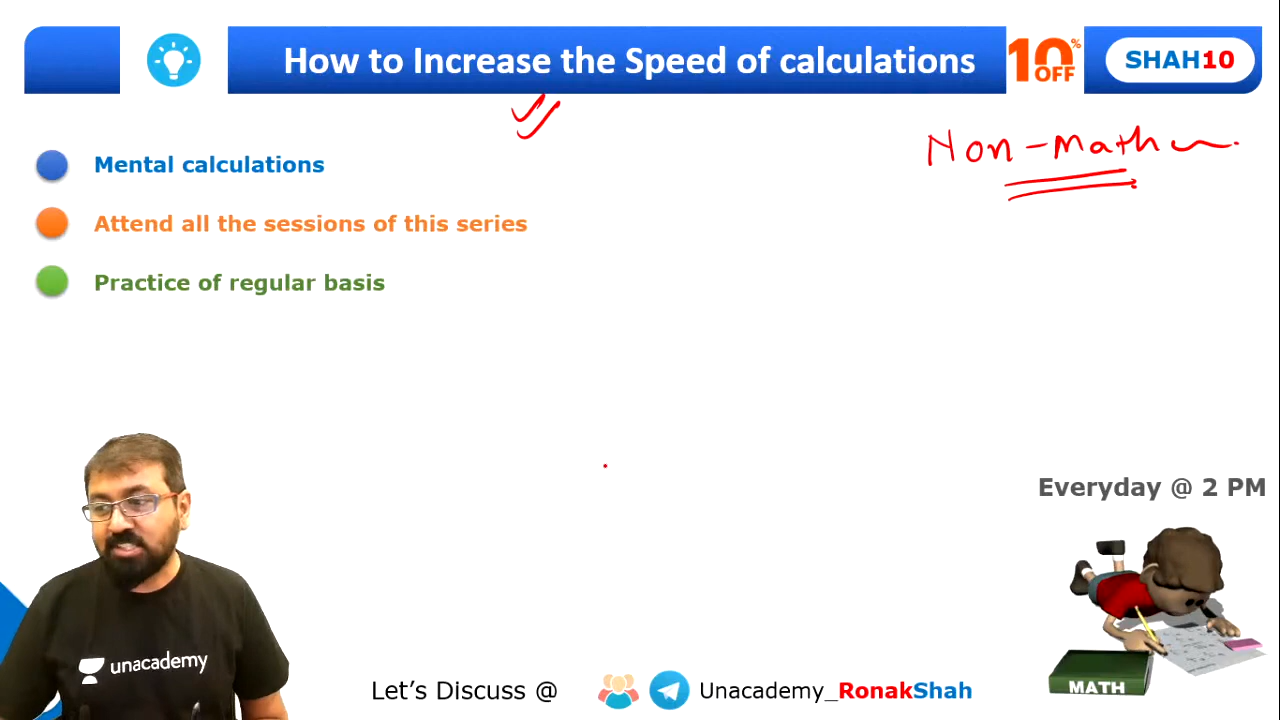 How to Increase the Speed of calculations
10% OFF
SHAH10
Non-Math
Mental calculations
Attend all the sessions of this series
Practice of regular basis
Everyday @ 2 PM
unacademy
MATH
Let's Discuss @ Unacademy_RonakShah